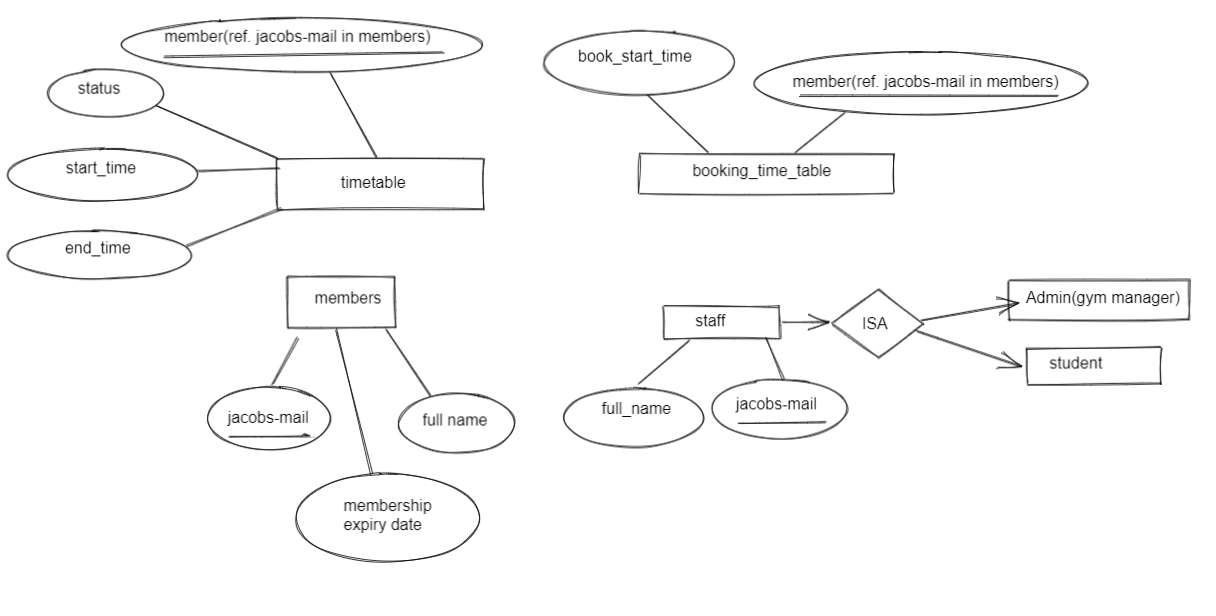 member(ref. jacobs-mail in members)
status
start_time
end_time
timetable
book_start_time
member(ref. jacobs-mail in members)
booking_time_table
members
jacobs-mail
full name
membership
expiry date
staff
ISA
Admin(gym manager)
student
full_name
jacobs-mail